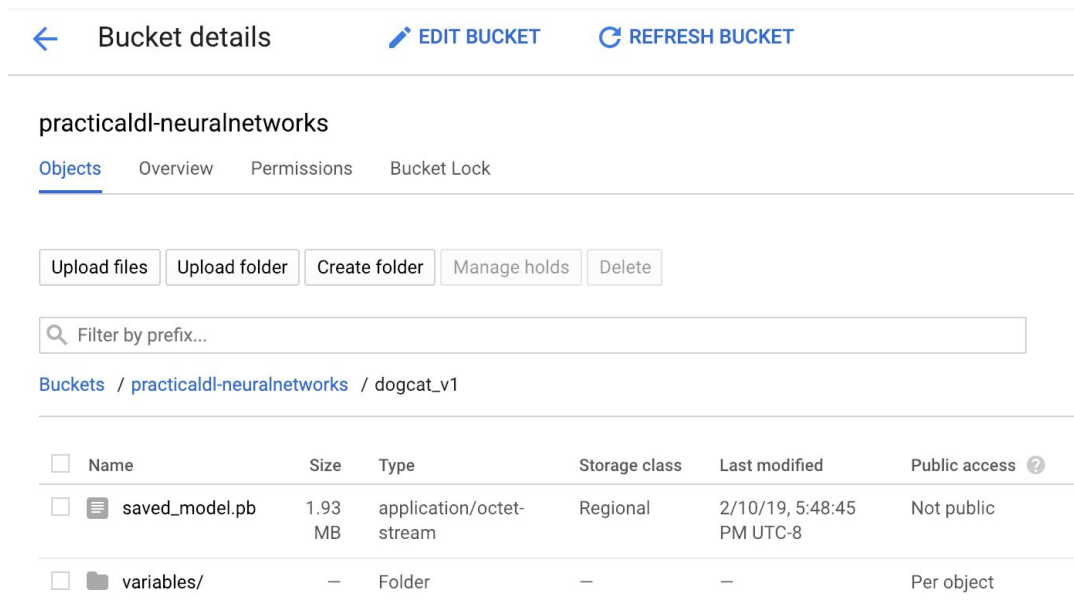 Bucket details EDIT BUCKET REFRESH BUCKET
practicaldl-neuralnetworks
Objects Overview Permissions Bucket Lock
Upload files Upload folder Create folder Manage holds Delete
Filter by prefix...
Buckets / practicaldl-neuralnetworks / dogcat_v1
Name Size Type Storage class Last modified Public access ?
saved_model.pb 1.93 application/octet- Regional 2/10/19, 5:48:45 Not public
MB stream PM UTC-8
variables/ — Folder — — Per object